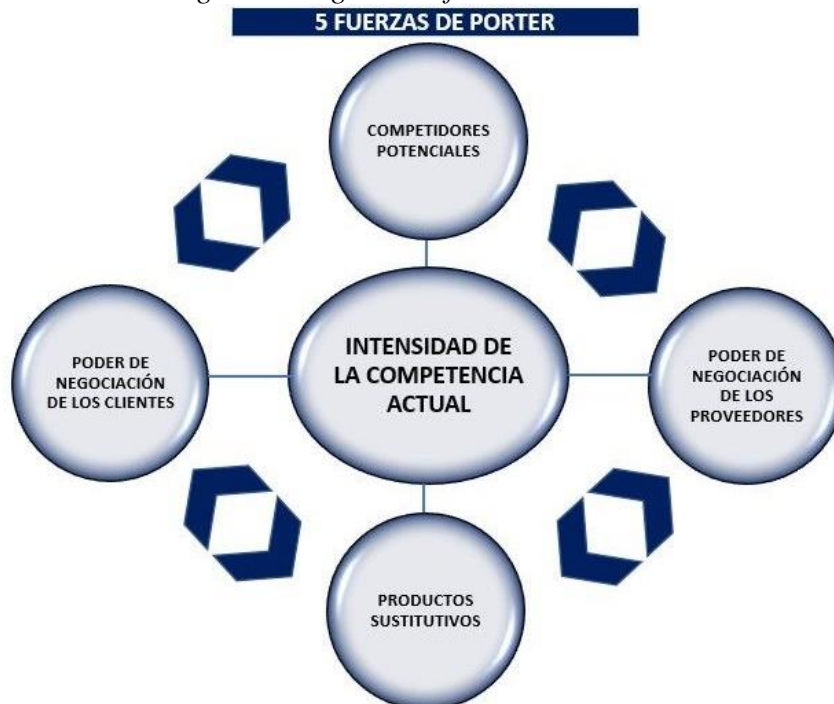 5 FUERZAS DE PORTER
COMPETIDORES
POTENCIALES
PODER DE
NEGOCIACIÓN
DE LOS CLIENTES
INTENSIDAD DE
LA COMPETENCIA
ACTUAL
PODER DE
NEGOCIACIÓN
DE LOS
PROVEEDORES
PRODUCTOS
SUSTITUTIVOS